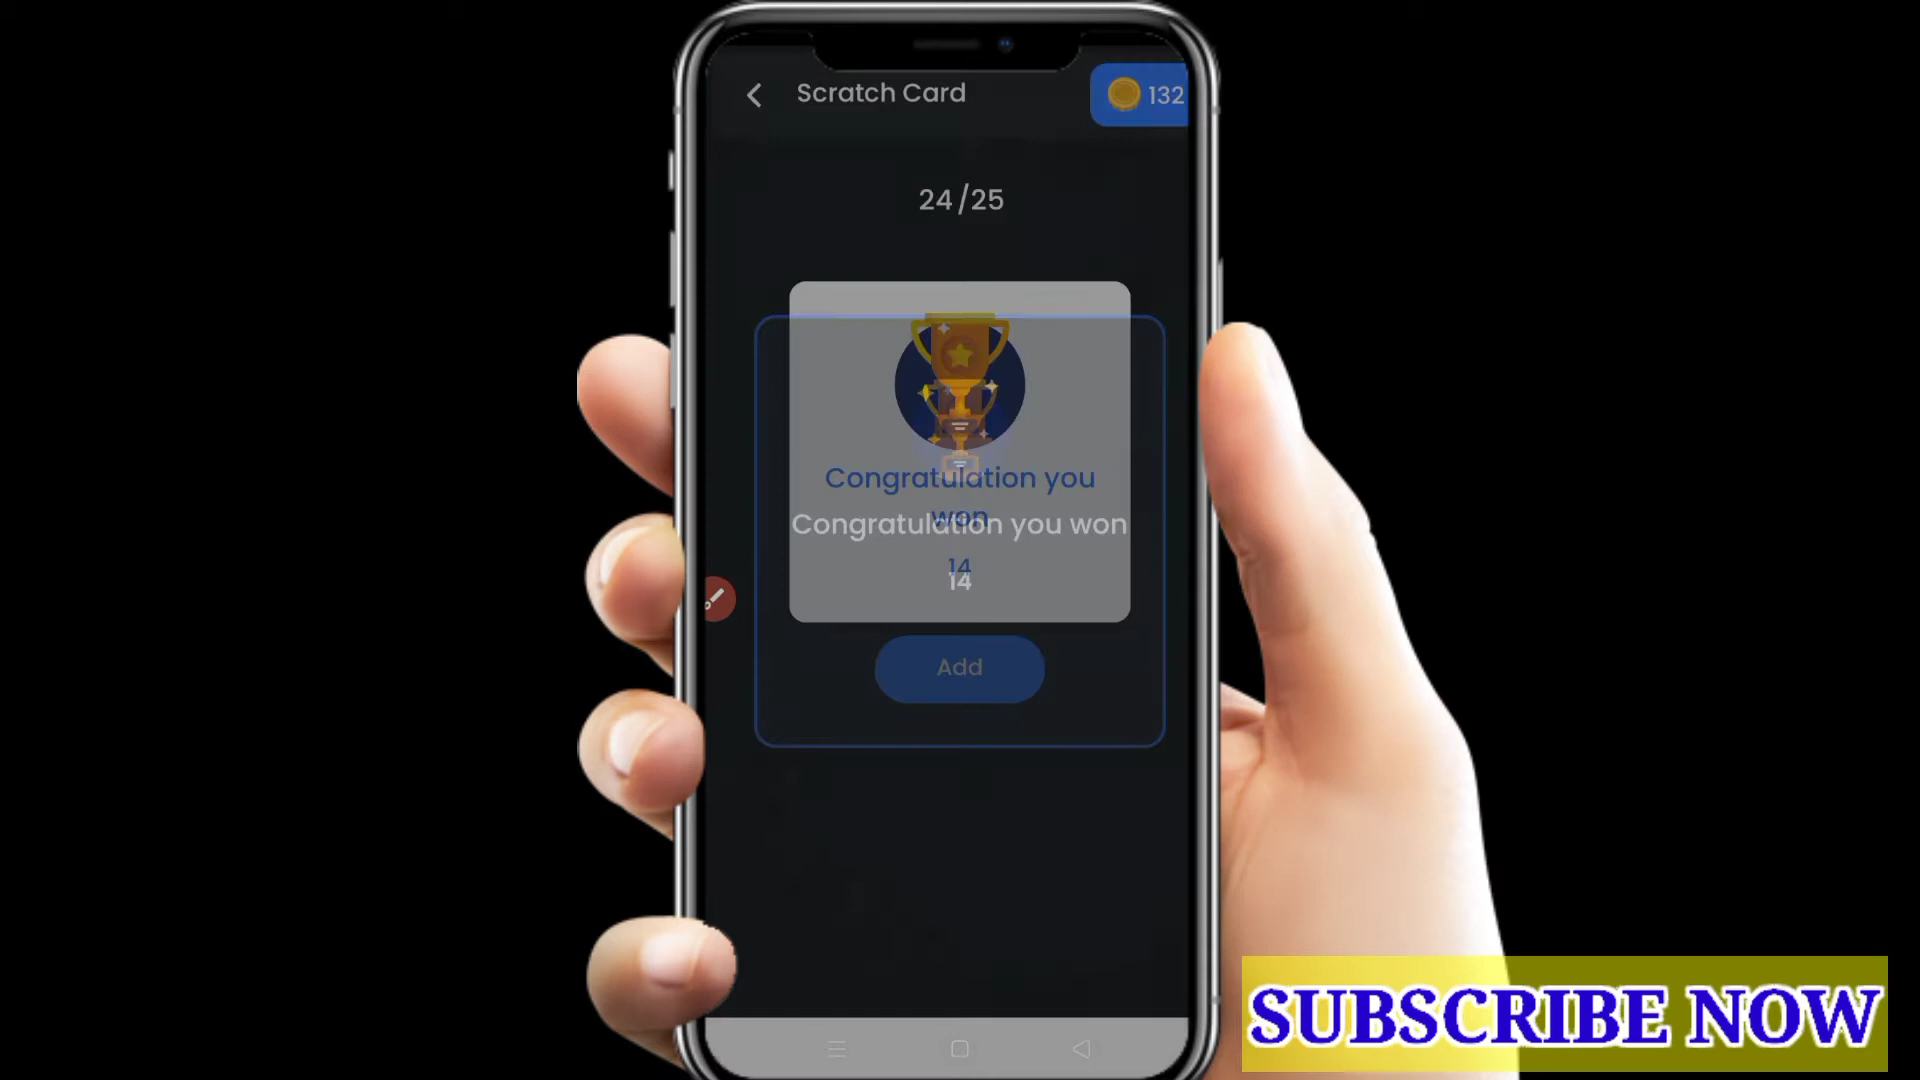 Scratch Card
132
24/25
Congratulation you
won
Congratulation you won
14
14
Add
SUBSCRIBE NOW